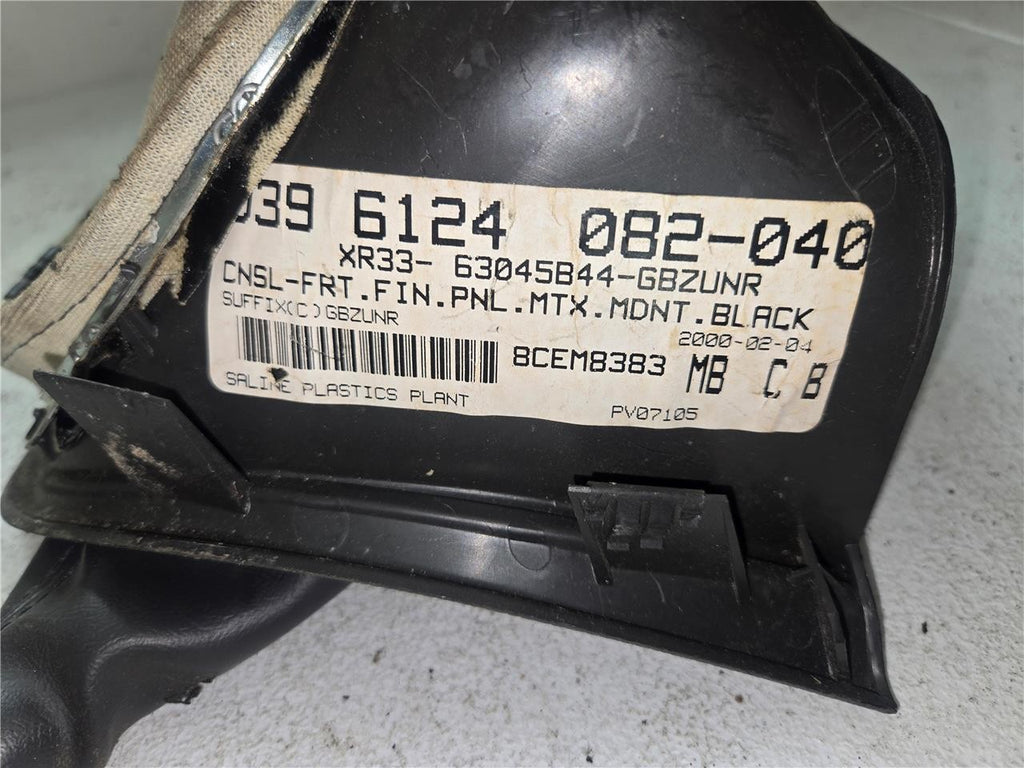 039 6124 082-040
XR33- 63045B44-GBZUNR
CNSL-FRT.FIN.PNL.MTX.MDNT.BLACK
SUFFIX(C)GBZUNR 2000-02-04
8CEM8383 MB C B
SALINE PLASTICS PLANT PV07105